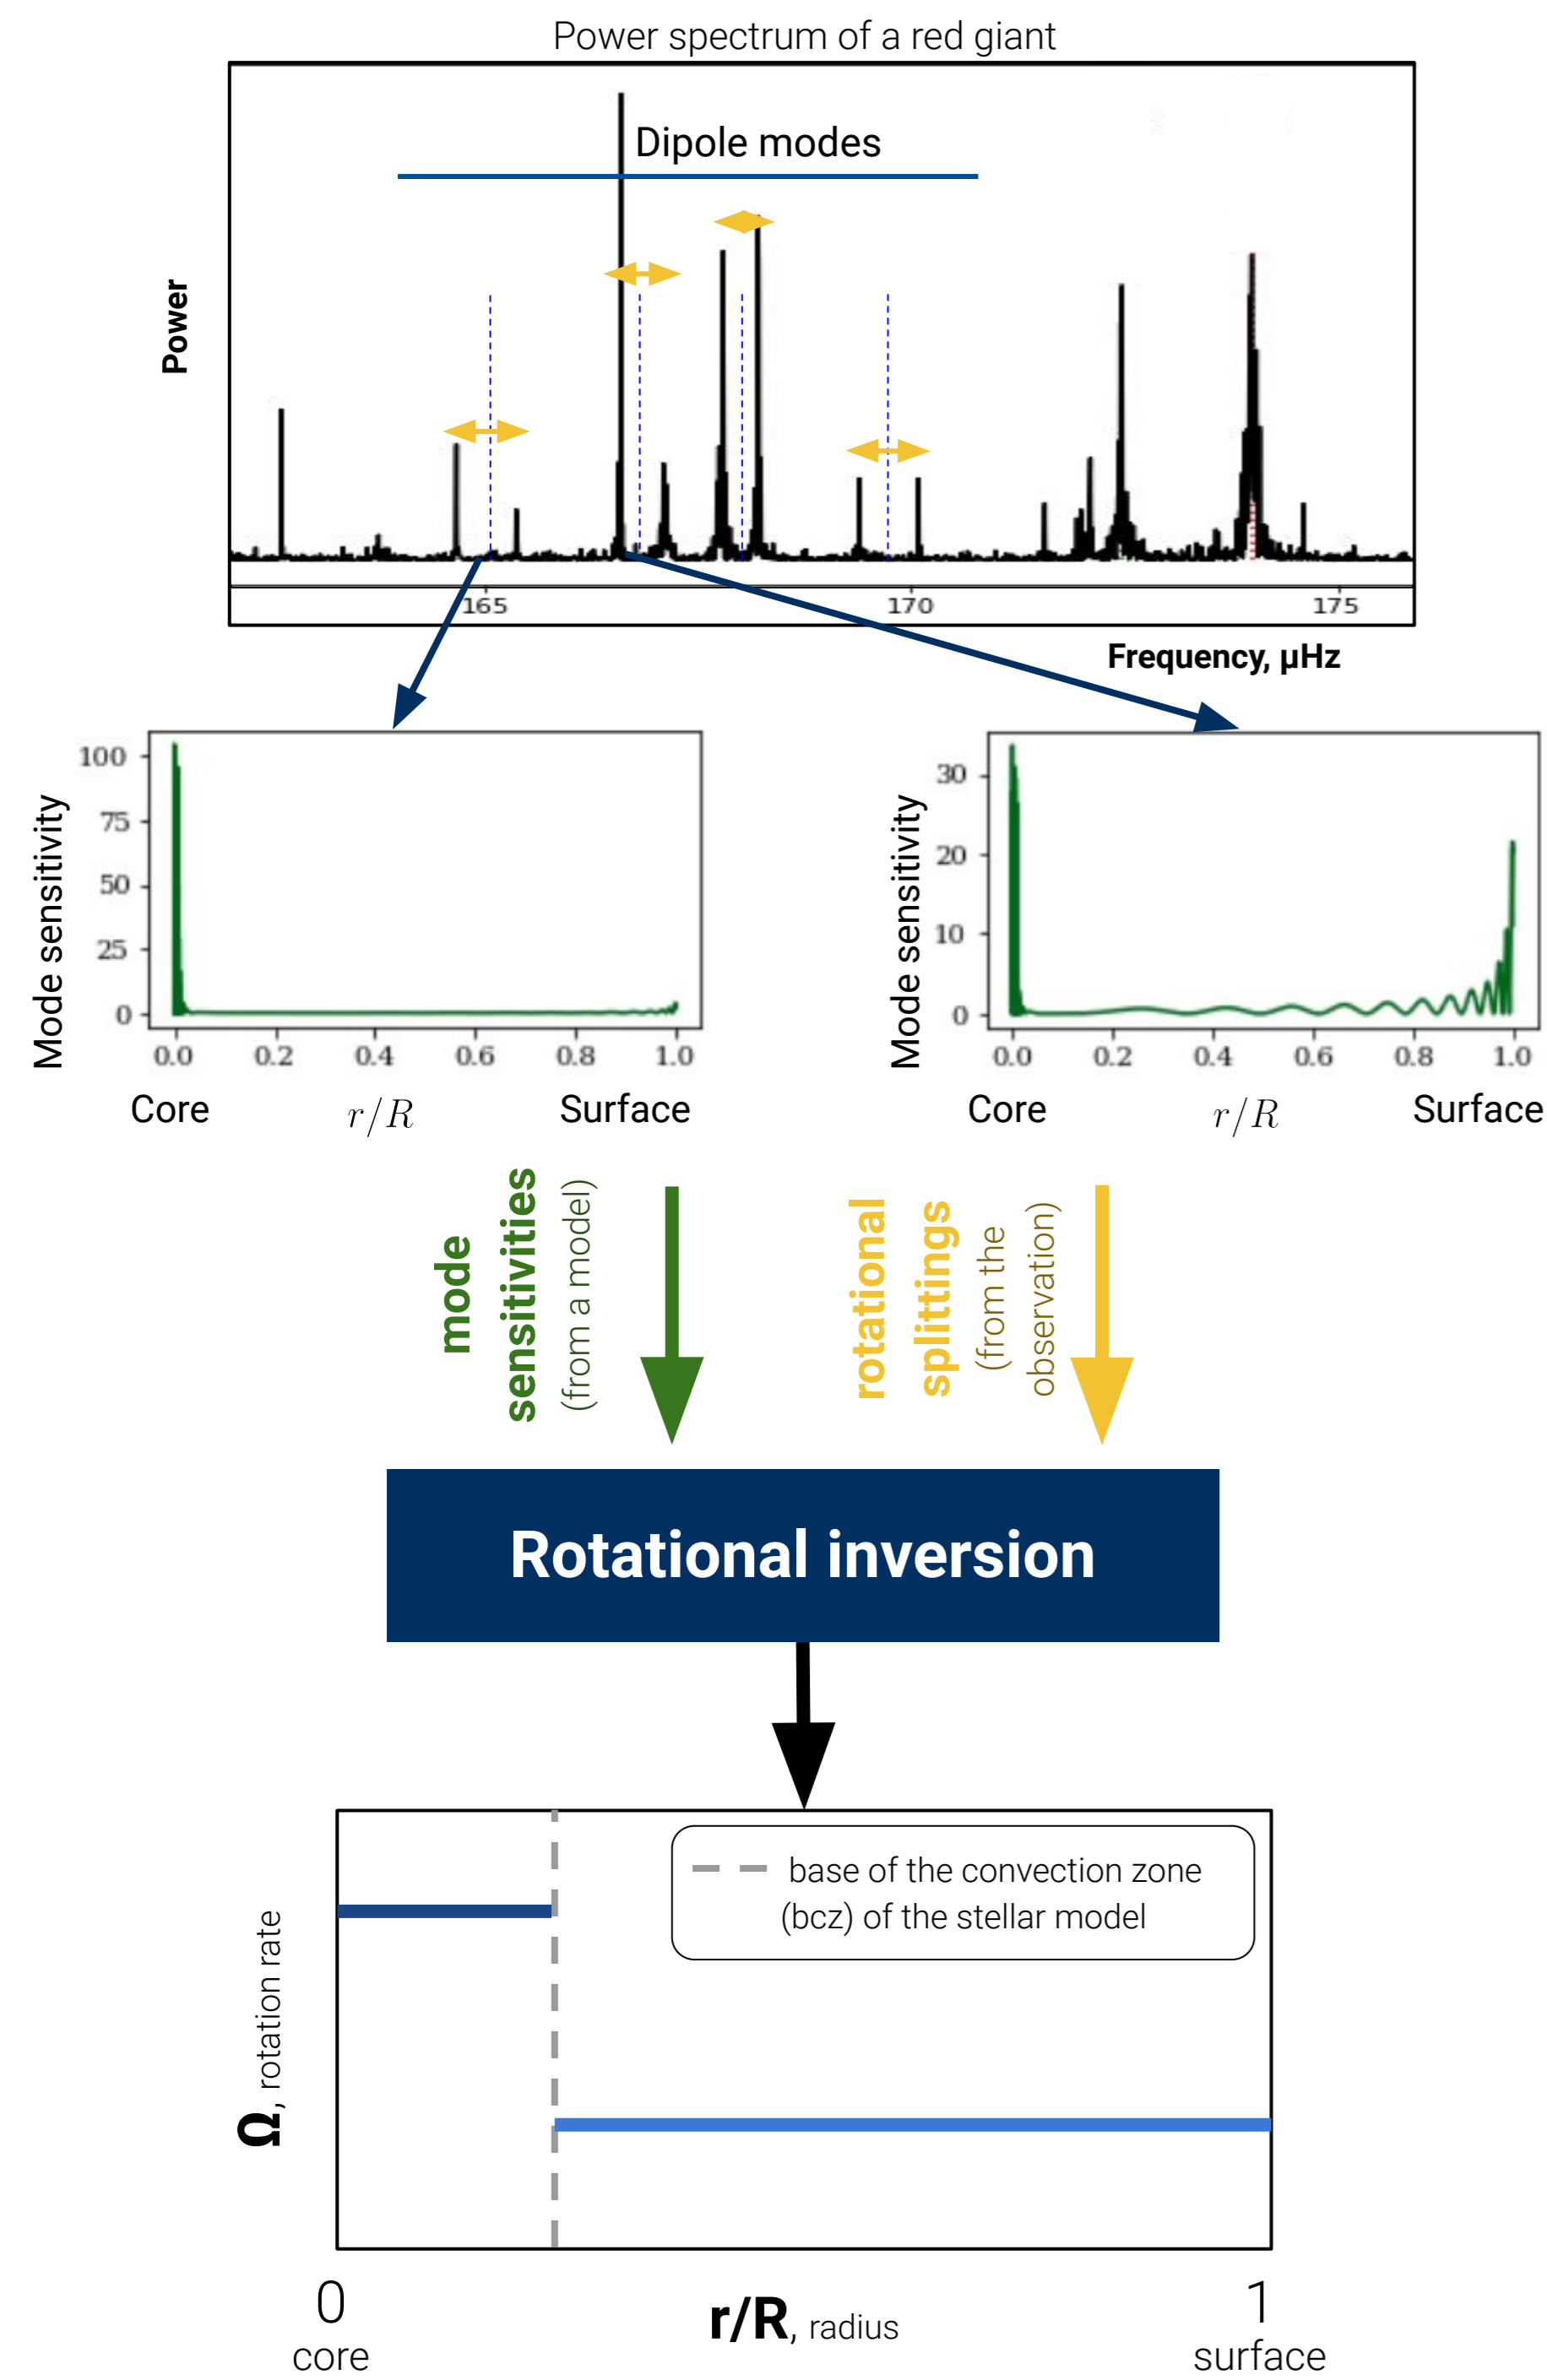 Power spectrum of a red giant
Dipole modes
Power
165
170
175
Frequency, μHz
Mode sensitivity
100
75
50
25
0
0.0
0.2
0.4
0.6
0.8
1.0
Core
r/R
Surface
Mode sensitivity
30
20
10
0
0.0
0.2
0.4
0.6
0.8
1.0
Core
r/R
Surface
mode
sensitivities
(from a model)
rotational
splittings
(from the
observation)
Rotational inversion
base of the convection zone
(bcz) of the stellar model
Ω, rotation rate
0
core
r/R, radius
1
surface